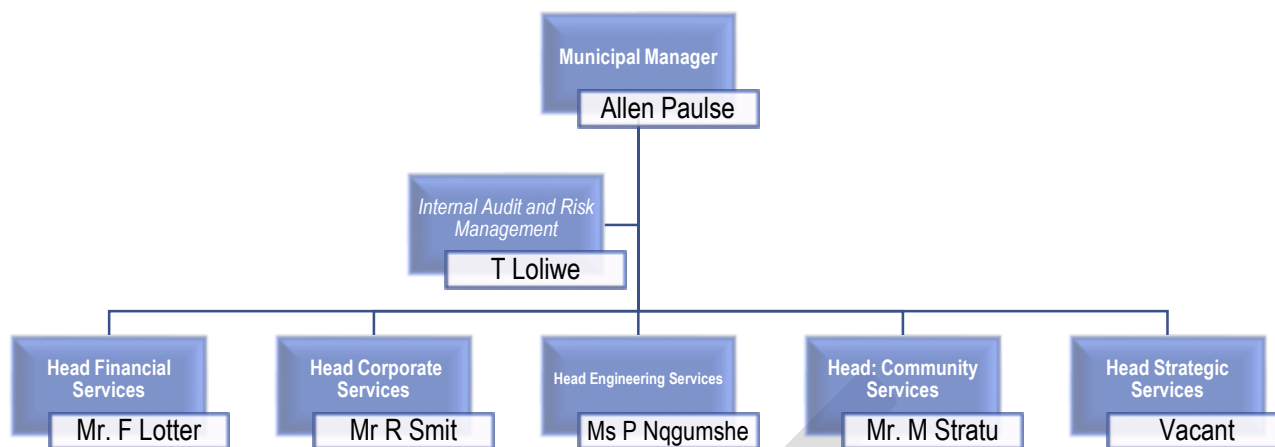 Municipal Manager
Allen Paulse
Internal Audit and Risk
Management
T Loliwe
Head Financial
Services
Mr. F Lotter
Head Corporate
Services
Mr R Smit
Head Engineering Services
Ms P Nqgumshe
Head: Community
Services
Mr. M Stratu
Head Strategic
Services
Vacant